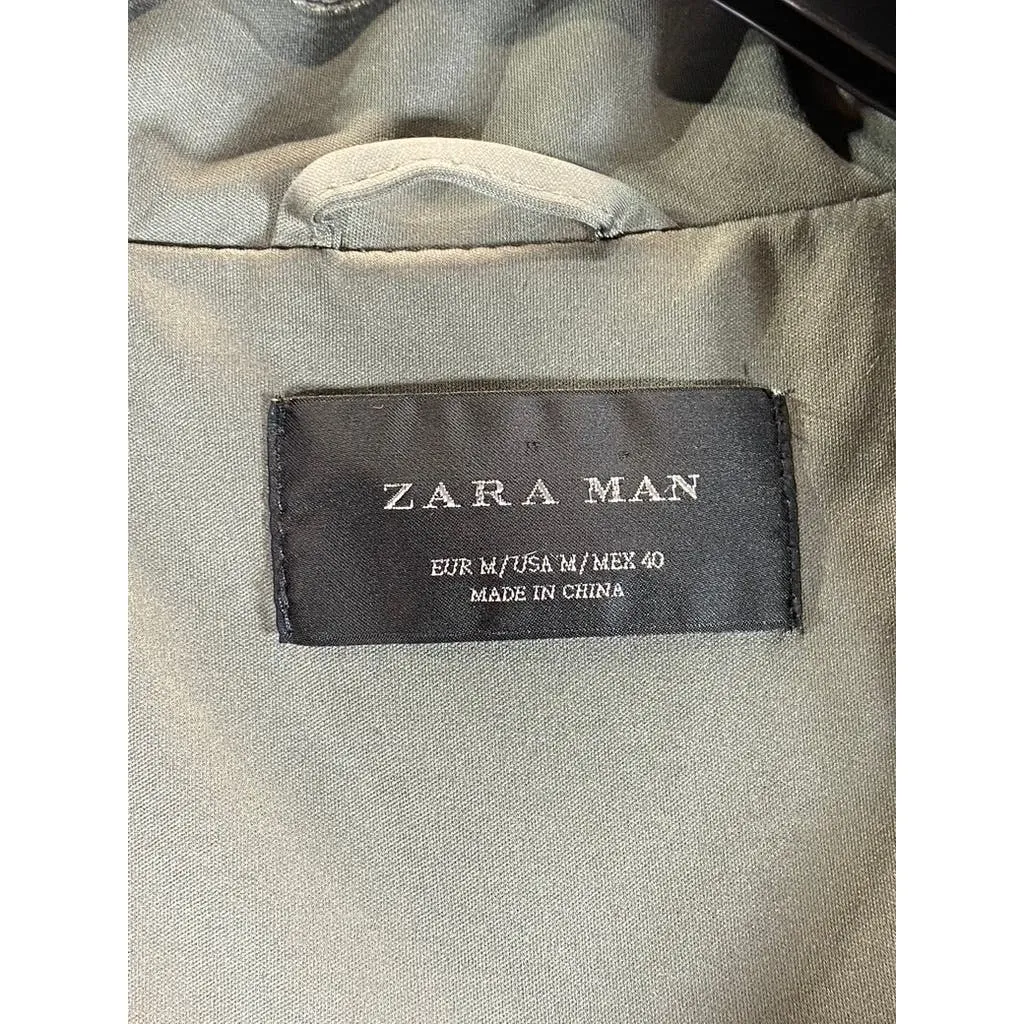 ZARA MAN
EUR M/USA M/MEX 40
MADE IN CHINA